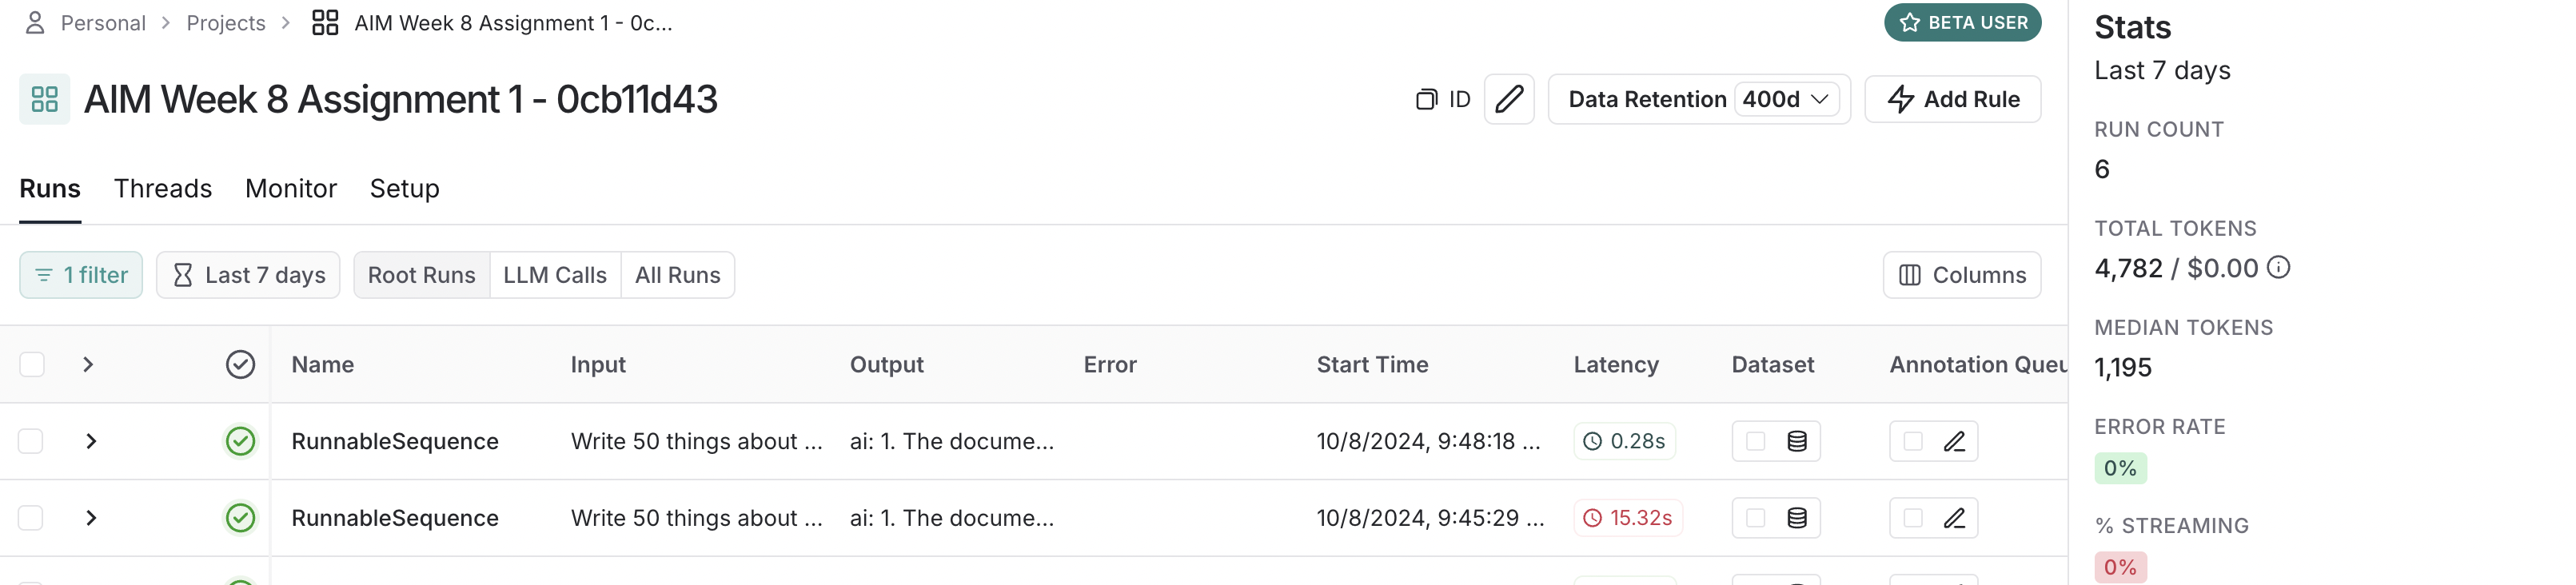 Personal > Projects > AIM Week 8 Assignment 1 - 0c...
BETA USER
AIM Week 8 Assignment 1 - 0cb11d43
ID
Data Retention 400d
Add Rule
Runs Threads Monitor Setup
1 filter Last 7 days Root Runs LLM Calls All Runs Columns
Name Input Output Error Start Time Latency Dataset Annotation Queu
RunnableSequence Write 50 things about ... ai: 1. The docume... 10/8/2024, 9:48:18 ... 0.28s
RunnableSequence Write 50 things about ... ai: 1. The docume... 10/8/2024, 9:45:29 ... 15.32s
Stats
Last 7 days
RUN COUNT
6
TOTAL TOKENS
4,782 / $0.00
MEDIAN TOKENS
1,195
ERROR RATE
0%
% STREAMING
0%